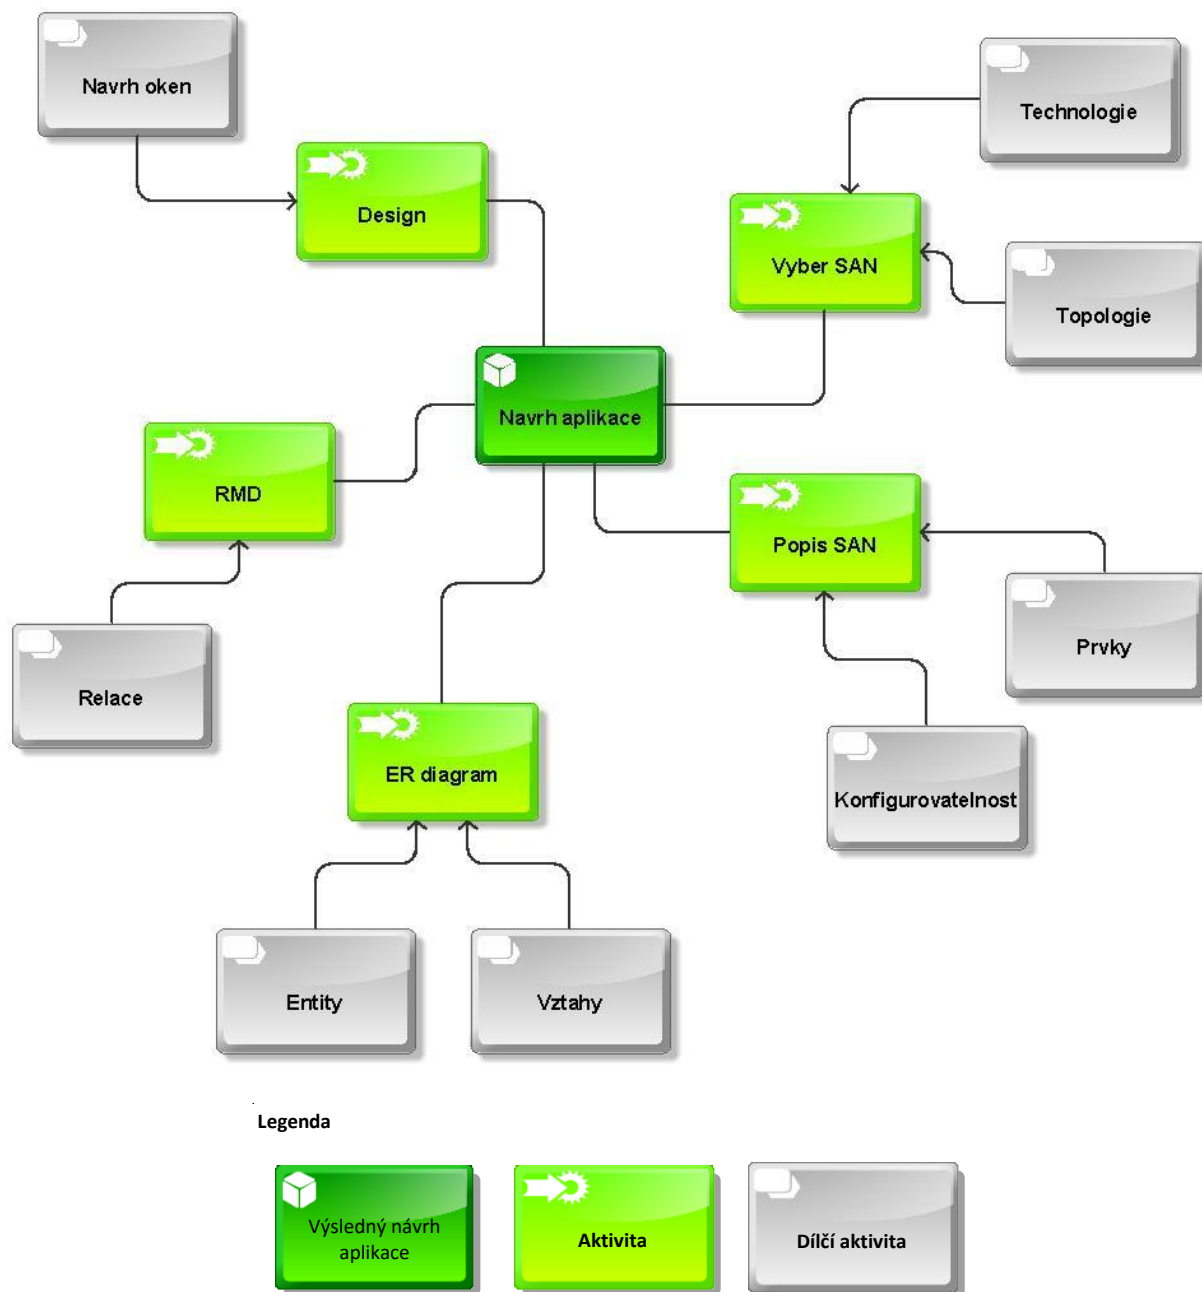 Navrh oken
Technologie
Design
Vyber SAN
Topologie
Navrh aplikace
RMD
Popis SAN
Prvky
Relace
ER diagram
Konfigurovatelnost
Entity
Vztahy
Legenda
Výsledný návrh
aplikace
Aktivita
Dílčí aktivita